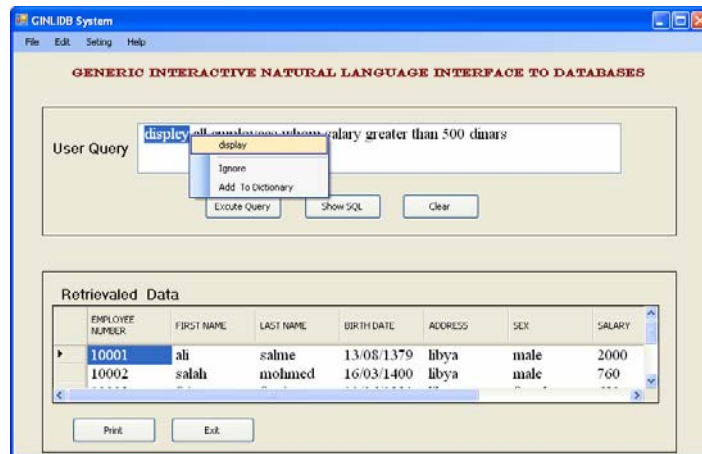 GINLIDB System
File Edit Seting Help
GENERIC INTERACTIVE NATURAL LANGUAGE INTERFACE TO DATABASES
User Query
displey all employees whom salary greater than 500 dinars
display
Ignore
Add To Dictionary
Excute Query Show SQL Clear
Retrievaled Data
EMPLOYEE NUMBER FIRST NAME LAST NAME BIRTH DATE ADDRESS SEX SALARY
10001 ali salme 13/08/1379 libya male 2000
10002 salah mohmed 16/03/1400 libya male 760
Print Exit